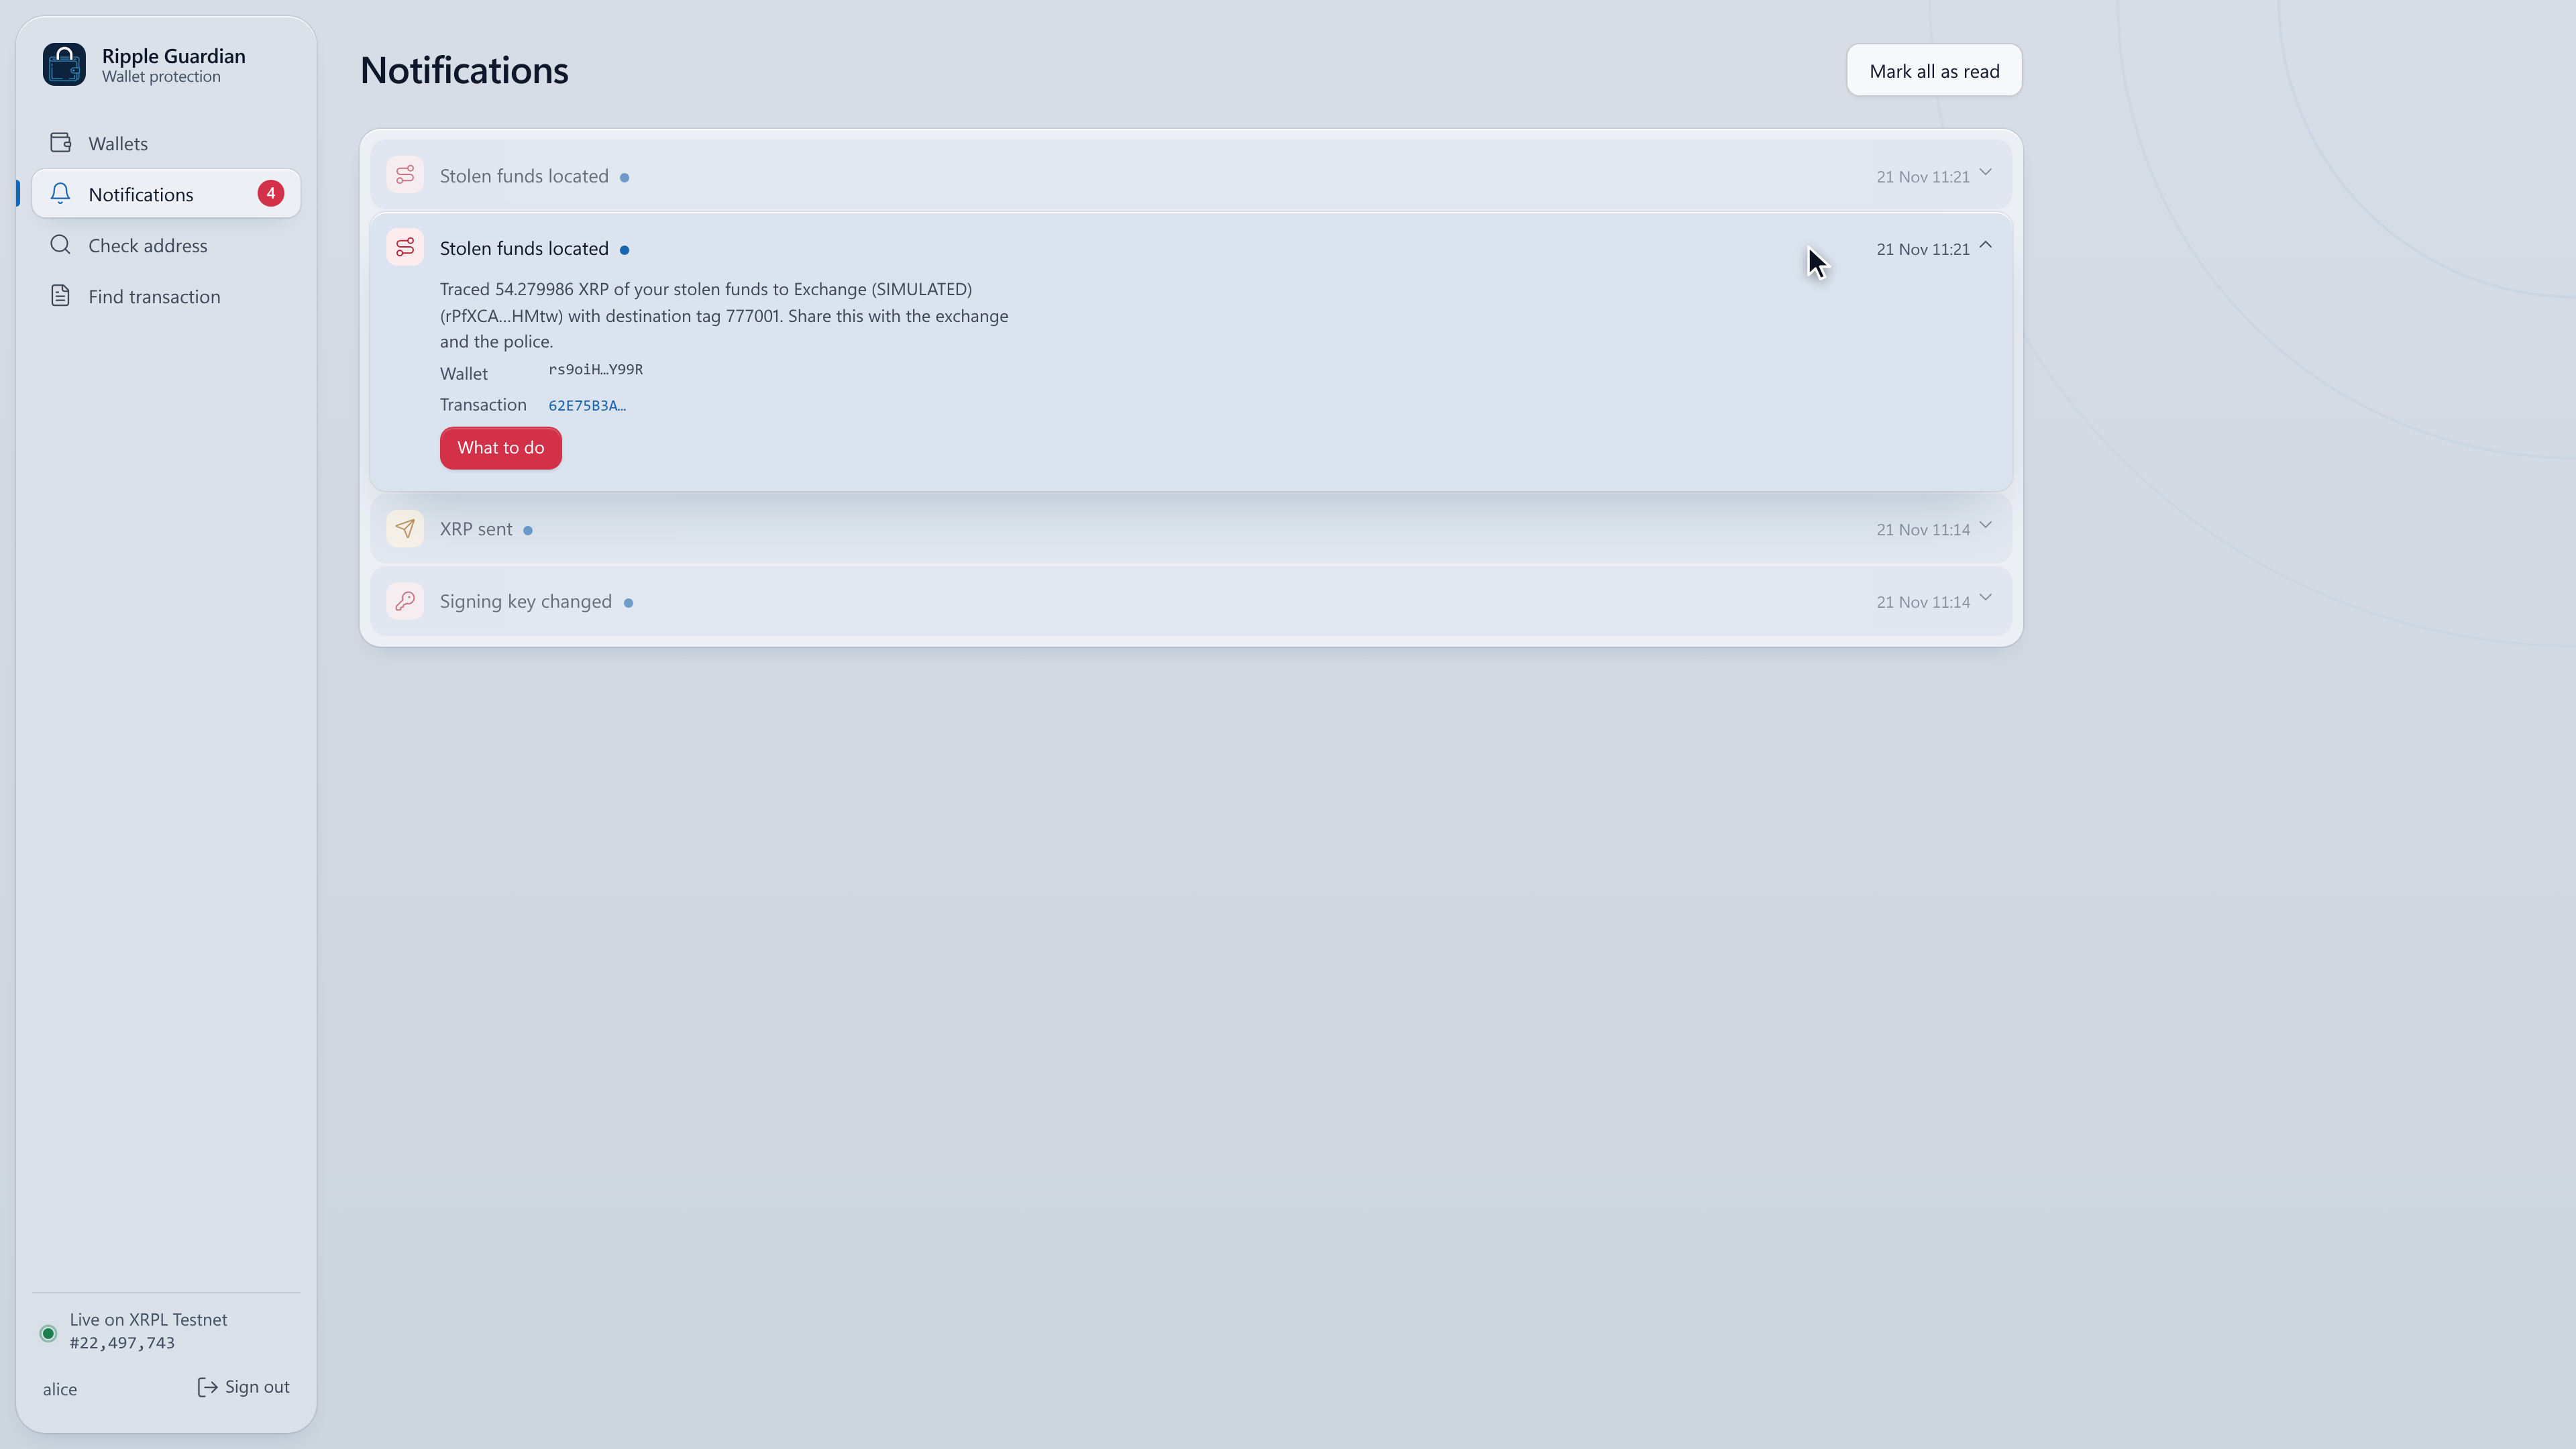 Ripple Guardian
Wallet protection
Wallets
Notifications 4
Check address
Find transaction
Live on XRPL Testnet
#22,497,743
alice
Sign out
Notifications
Mark all as read
Stolen funds located
21 Nov 11:21
Stolen funds located
21 Nov 11:21
Traced 54.279986 XRP of your stolen funds to Exchange (SIMULATED)
(rPfXCA…HMtw) with destination tag 777001. Share this with the exchange
and the police.
Wallet rs9oiH…Y99R
Transaction 62E75B3A…
What to do
XRP sent
21 Nov 11:14
Signing key changed
21 Nov 11:14